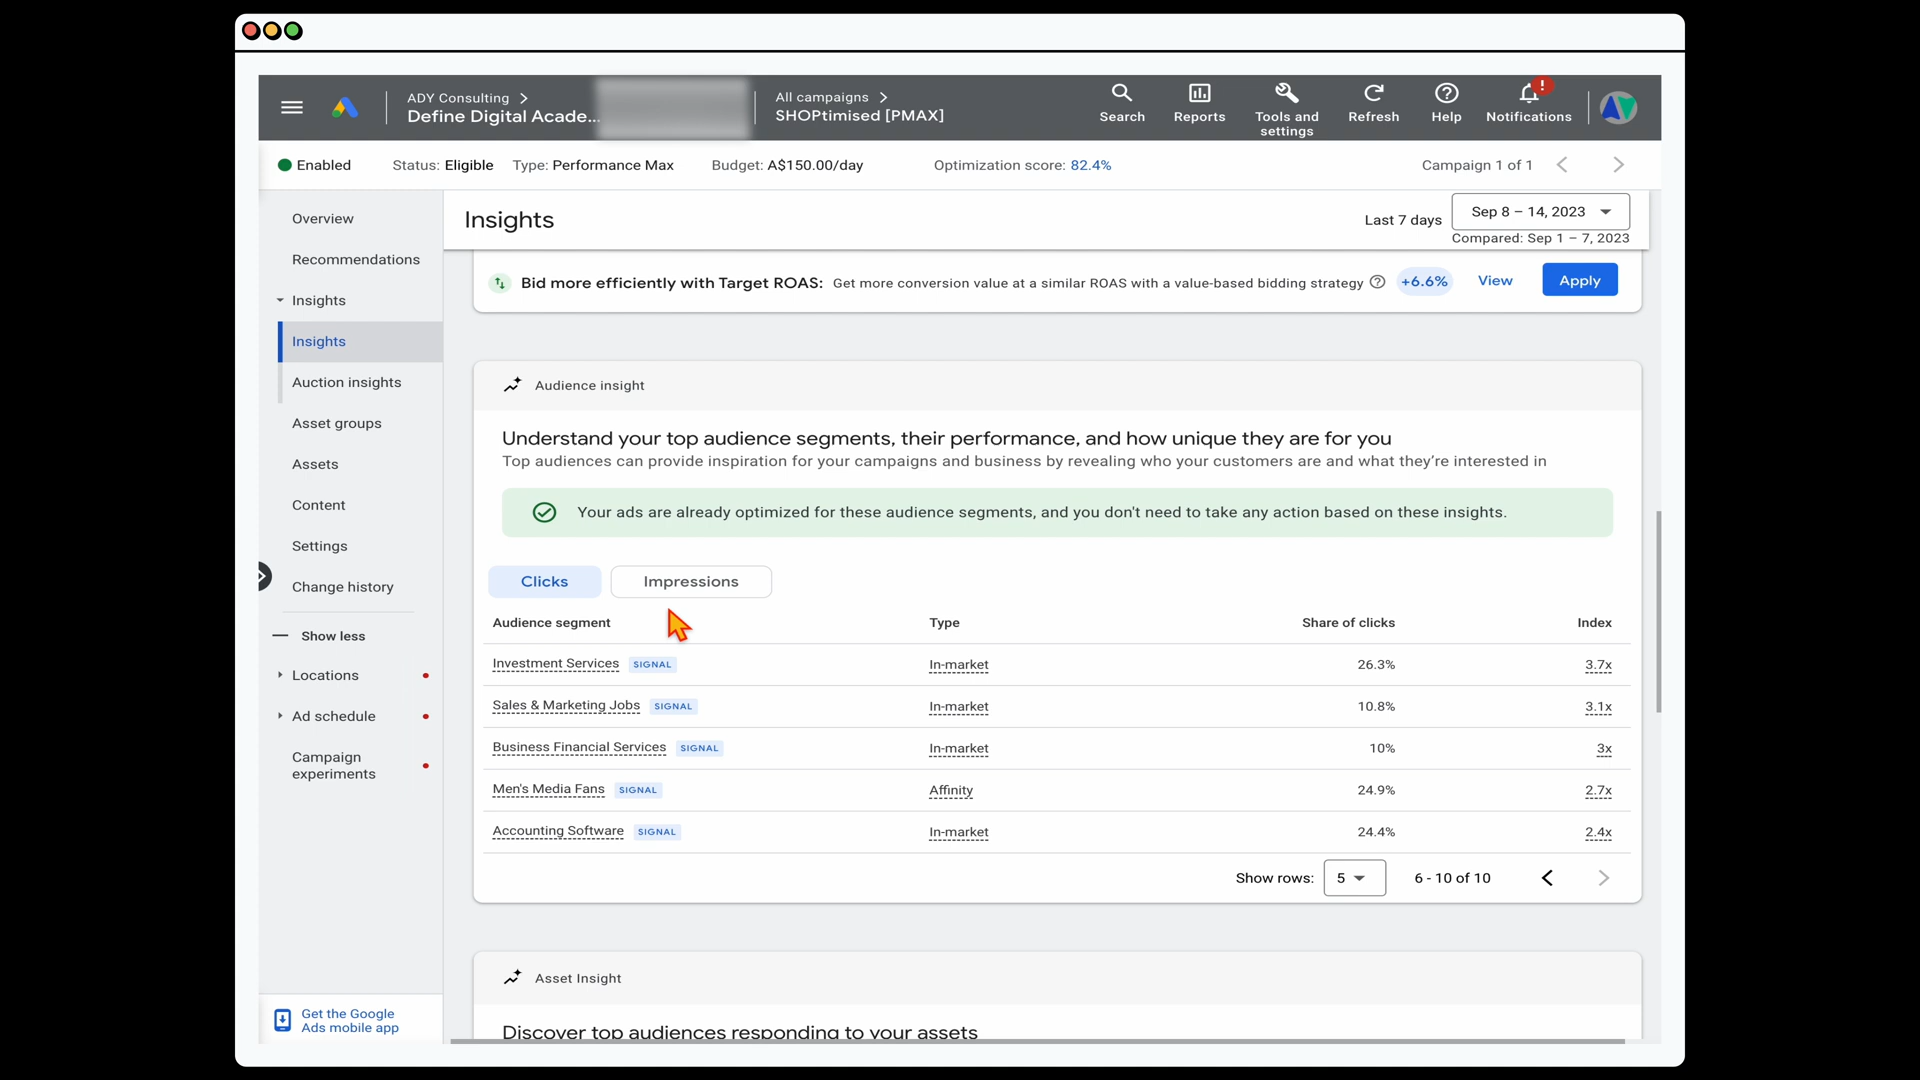 ADY Consulting
Define Digital Acade...
All campaigns
SHOPtimised [PMAX]
Search
Reports
Tools and
settings
Refresh
Help
!
Notifications
Enabled
Status: Eligible
Type: Performance Max
Budget: A$150.00/day
Optimization score: 82.4%
Campaign 1 of 1
Overview
Recommendations
Insights
Insights
Auction insights
Asset groups
Assets
Content
Settings
Change history
Show less
Locations
Ad schedule
Campaign
experiments
Get the Google
Ads mobile app
Insights
Last 7 days
Sep 8 – 14, 2023
Compared: Sep 1 – 7, 2023
Bid more efficiently with Target ROAS: Get more conversion value at a similar ROAS with a value-based bidding strategy
+6.6%
View
Apply
Audience insight
Understand your top audience segments, their performance, and how unique they are for you
Top audiences can provide inspiration for your campaigns and business by revealing who your customers are and what they're interested in
Your ads are already optimized for these audience segments, and you don't need to take any action based on these insights.
Clicks
Impressions
Audience segment Type Share of clicks Index
Investment Services SIGNAL In-market 26.3% 3.7x
Sales & Marketing Jobs SIGNAL In-market 10.8% 3.1x
Business Financial Services SIGNAL In-market 10% 3x
Men's Media Fans SIGNAL Affinity 24.9% 2.7x
Accounting Software SIGNAL In-market 24.4% 2.4x
Show rows: 5 6 - 10 of 10
Asset Insight
Discover top audiences responding to your assets